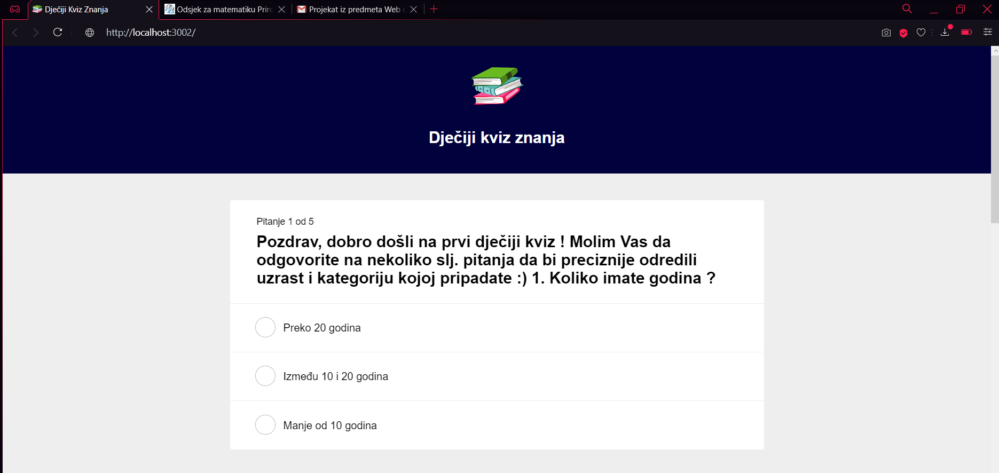 Dječiji Kviz Znanja
Odsjek za matematiku Priro
Projekat iz predmeta Web
http://localhost:3002/
Dječiji kviz znanja
Pitanje 1 od 5
Pozdrav, dobro došli na prvi dječiji kviz ! Molim Vas da
odgovorite na nekoliko slj. pitanja da bi preciznije odredili
uzrast i kategoriju kojoj pripadate :) 1. Koliko imate godina ?
Preko 20 godina
Između 10 i 20 godina
Manje od 10 godina